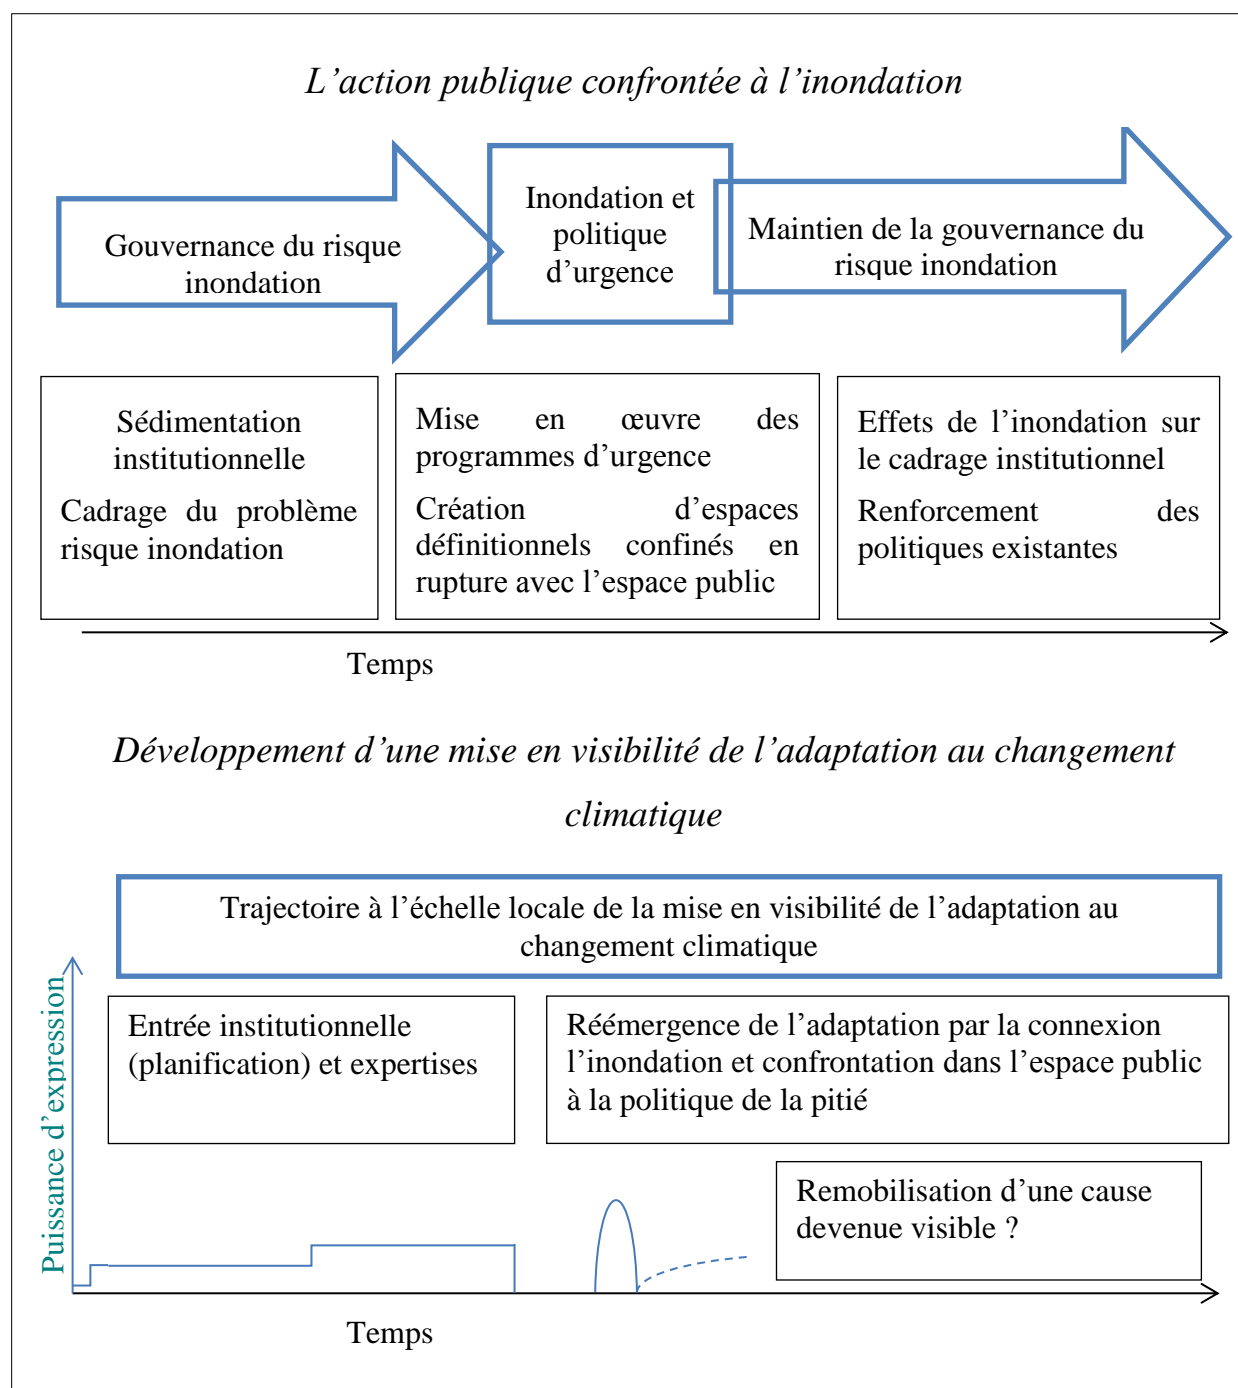 L’action publique confrontée à l’inondation
Gouvernance du risque
inondation
Inondation et
politique
d’urgence
Maintien de la gouvernance du
risque inondation
Sédimentation
institutionnelle
Cadrage du problème
risque inondation
Mise en œuvre des
programmes d’urgence
Création d’espaces
définitionnels confinés en
rupture avec l’espace public
Effets de l’inondation sur
le cadrage institutionnel
Renforcement des
politiques existantes
Temps
Développement d’une mise en visibilité de l’adaptation au changement
climatique
Trajectoire à l’échelle locale de la mise en visibilité de l’adaptation au
changement climatique
Puissance d’expression
Entrée institutionnelle
(planification) et expertises
Réémergence de l’adaptation par la connexion
l’inondation et confrontation dans l’espace public
à la politique de la pitié
Remobilisation d’une cause
devenue visible ?
Temps